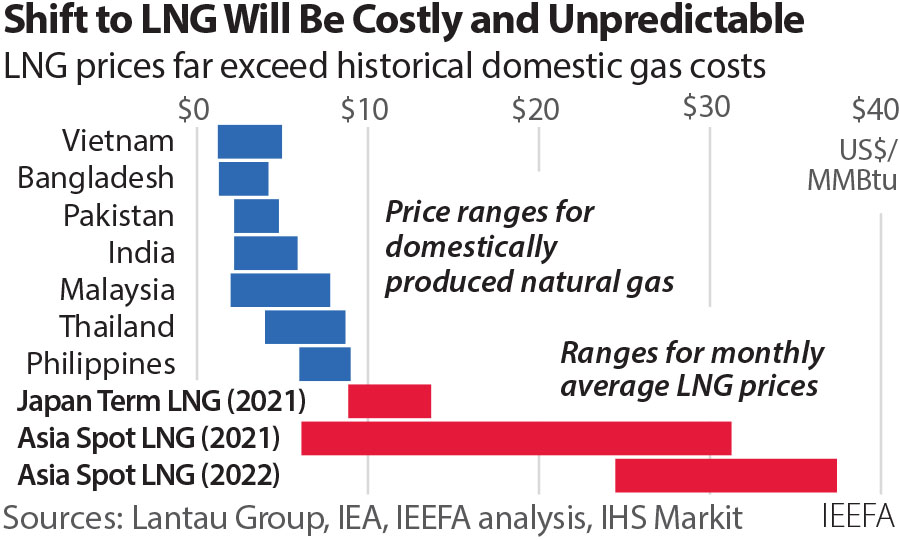 Shift to LNG Will Be Costly and Unpredictable
LNG prices far exceed historical domestic gas costs
$0 $10 $20 $30 $40
US$/
MMBtu
Vietnam
Bangladesh
Pakistan
India
Malaysia
Thailand
Philippines
Japan Term LNG (2021)
Asia Spot LNG (2021)
Asia Spot LNG (2022)
Price ranges for
domestically
produced natural gas
Ranges for monthly
average LNG prices
Sources: Lantau Group, IEA, IEEFA analysis, IHS Markit
IEEFA